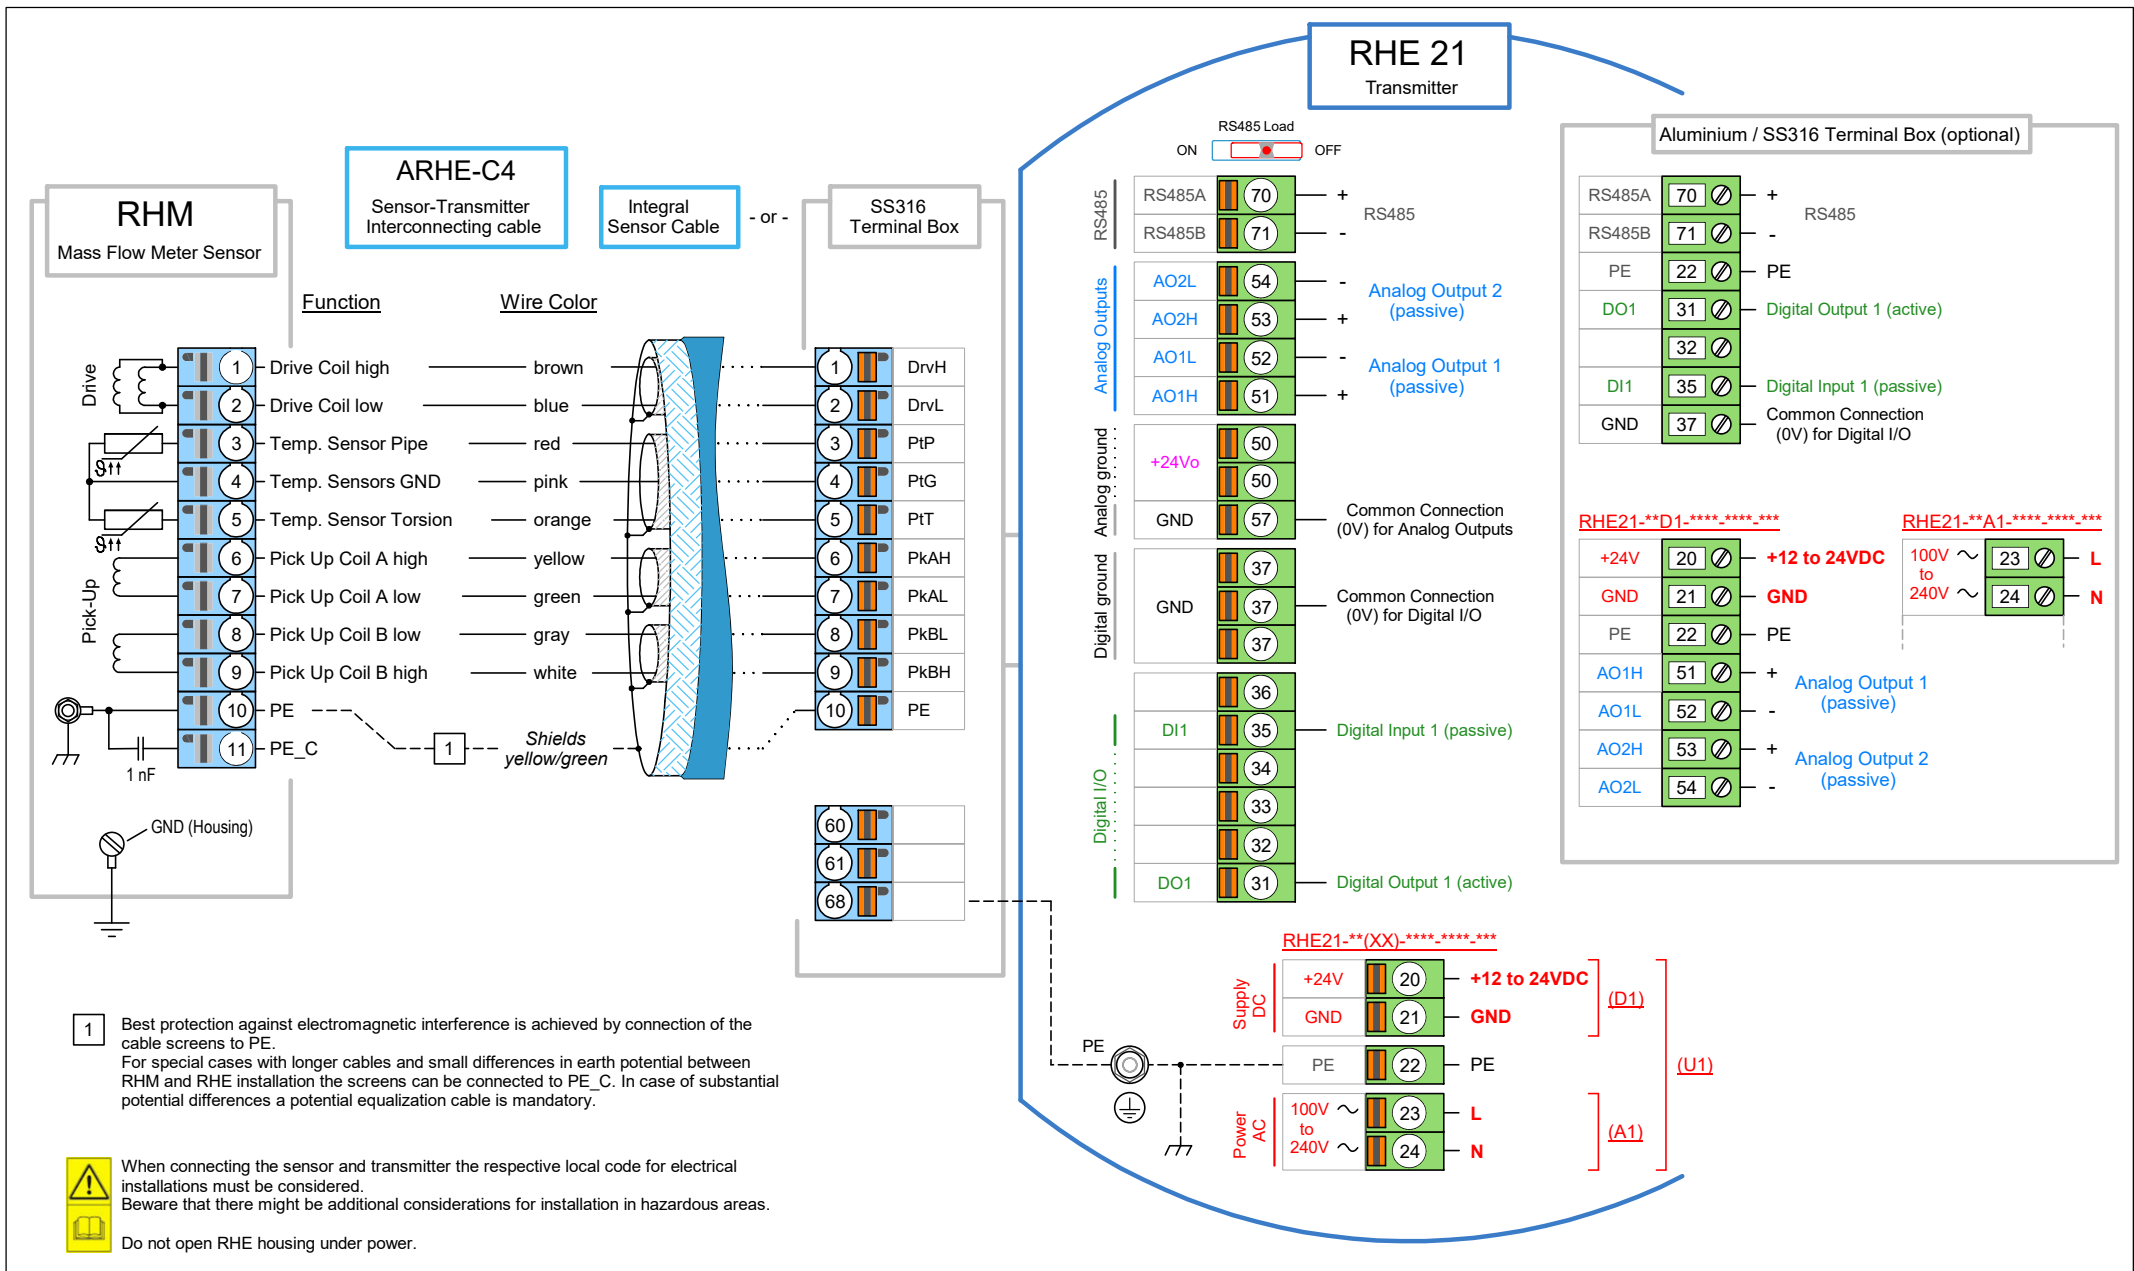 RHE 21
Transmitter
RHM
Mass Flow Meter Sensor
ARHE-C4
Sensor-Transmitter
Interconnecting cable
Integral
Sensor Cable
- or -
SS316
Terminal Box
Function
Wire Color
Drive
Pick-Up
1 Drive Coil high brown 1 DrvH
2 Drive Coil low blue 2 DrvL
3 Temp. Sensor Pipe red 3 PtP
4 Temp. Sensors GND pink 4 PtG
5 Temp. Sensor Torsion orange 5 PtT
6 Pick Up Coil A high yellow 6 PkAH
7 Pick Up Coil A low green 7 PkAL
8 Pick Up Coil B low gray 8 PkBL
9 Pick Up Coil B high white 9 PkBH
10 PE 10 PE
11 PE_C
ϑ↑↑
ϑ↑↑
1
Shields
yellow/green
1 nF
GND (Housing)
60
61
68
RS485 Load
ON OFF
RS485
RS485A 70 +
RS485B 71 -
RS485
Analog Outputs
AO2L 54 -
AO2H 53 +
Analog Output 2
(passive)
AO1L 52 -
AO1H 51 +
Analog Output 1
(passive)
Analog ground
+24Vo
50
50
GND 57
Common Connection
(0V) for Analog Outputs
Digital ground
GND
37
37
37
Common Connection
(0V) for Digital I/O
Digital I/O
36
DI1 35 Digital Input 1 (passive)
34
33
32
DO1 31 Digital Output 1 (active)
RHE21-**(XX)-****-****-***
Supply
DC
+24V 20 +12 to 24VDC
GND 21 GND
(D1)
PE
PE 22 PE
(U1)
Power
AC
100V ~ 23 L
to
240V ~ 24 N
(A1)
Aluminium / SS316 Terminal Box (optional)
RS485A 70 +
RS485B 71 -
RS485
PE 22 PE
DO1 31 Digital Output 1 (active)
32
DI1 35 Digital Input 1 (passive)
GND 37
Common Connection
(0V) for Digital I/O
RHE21-**D1-****-****-***
+24V 20 +12 to 24VDC
GND 21 GND
PE 22 PE
AO1H 51 +
AO1L 52 -
Analog Output 1
(passive)
AO2H 53 +
AO2L 54 -
Analog Output 2
(passive)
RHE21-**A1-****-****-***
100V ~ 23 L
to
240V ~ 24 N
1
Best protection against electromagnetic interference is achieved by connection of the
cable screens to PE.
For special cases with longer cables and small differences in earth potential between
RHM and RHE installation the screens can be connected to PE_C. In case of substantial
potential differences a potential equalization cable is mandatory.
When connecting the sensor and transmitter the respective local code for electrical
installations must be considered.
Beware that there might be additional considerations for installation in hazardous areas.
Do not open RHE housing under power.